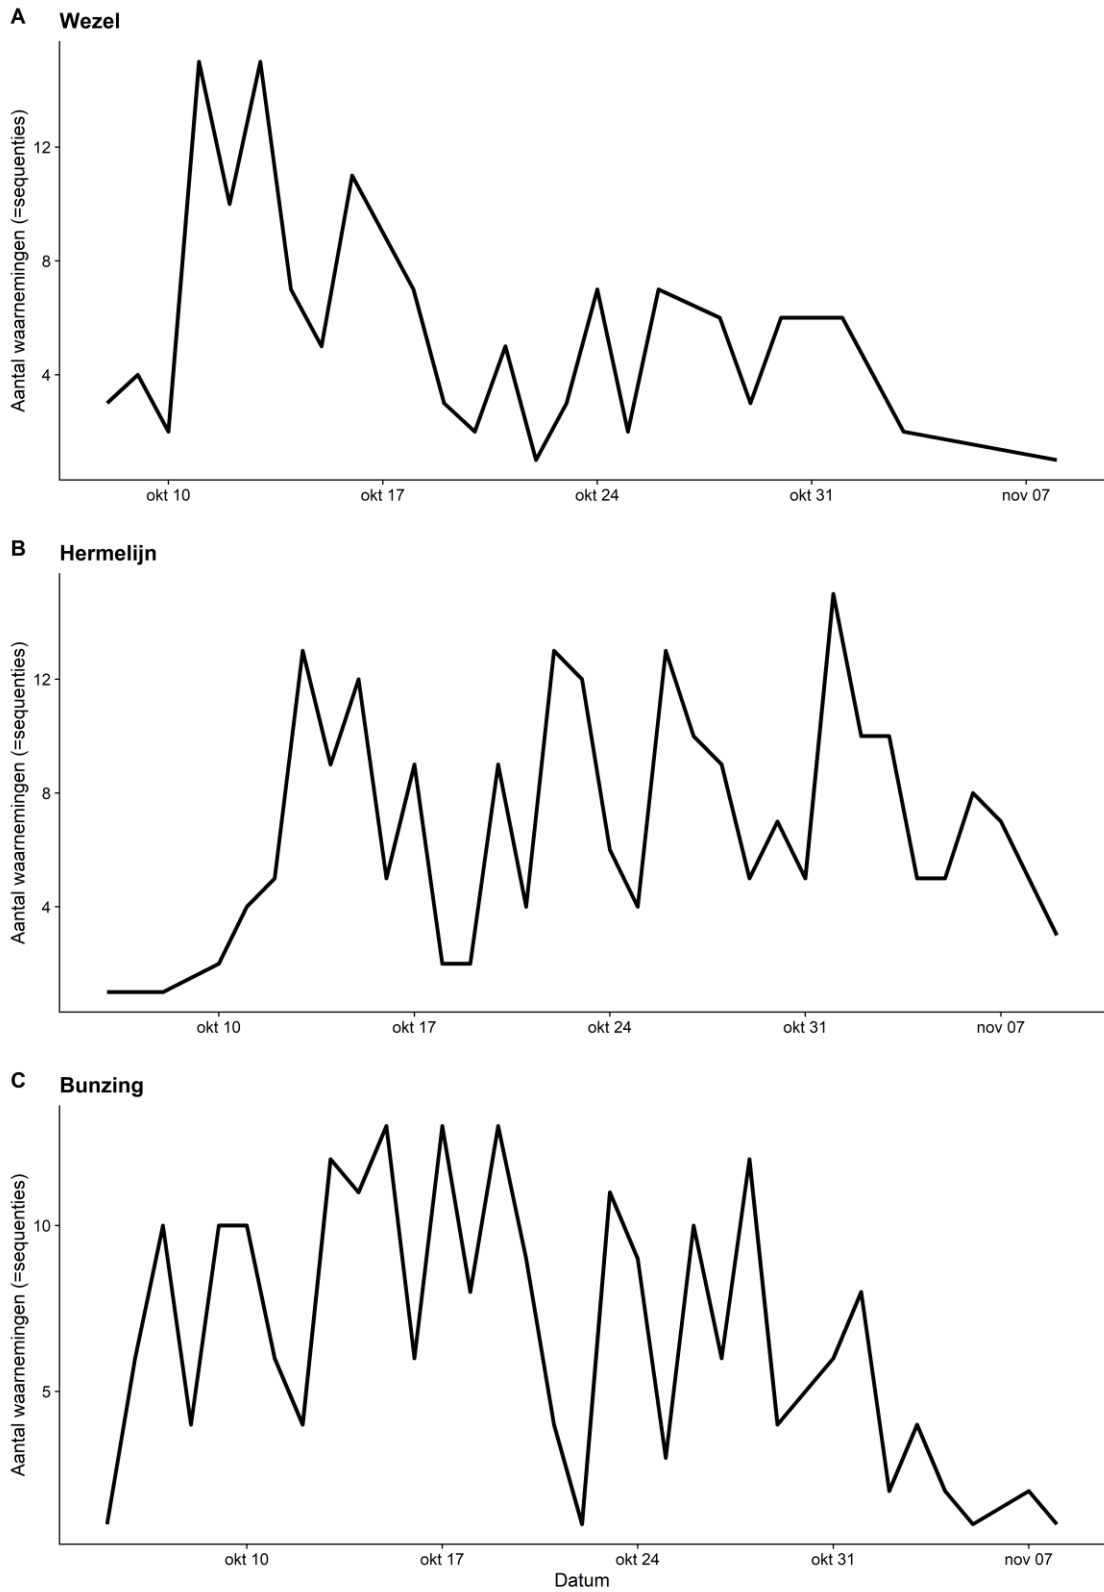 A
Wezel
Aantal waarnemingen (=sequenties)
12
8
4
okt 10 okt 17 okt 24 okt 31 nov 07
B
Hermelijn
Aantal waarnemingen (=sequenties)
12
8
4
okt 10 okt 17 okt 24 okt 31 nov 07
C
Bunzing
Aantal waarnemingen (=sequenties)
10
5
okt 10 okt 17 okt 24 okt 31 nov 07
Datum